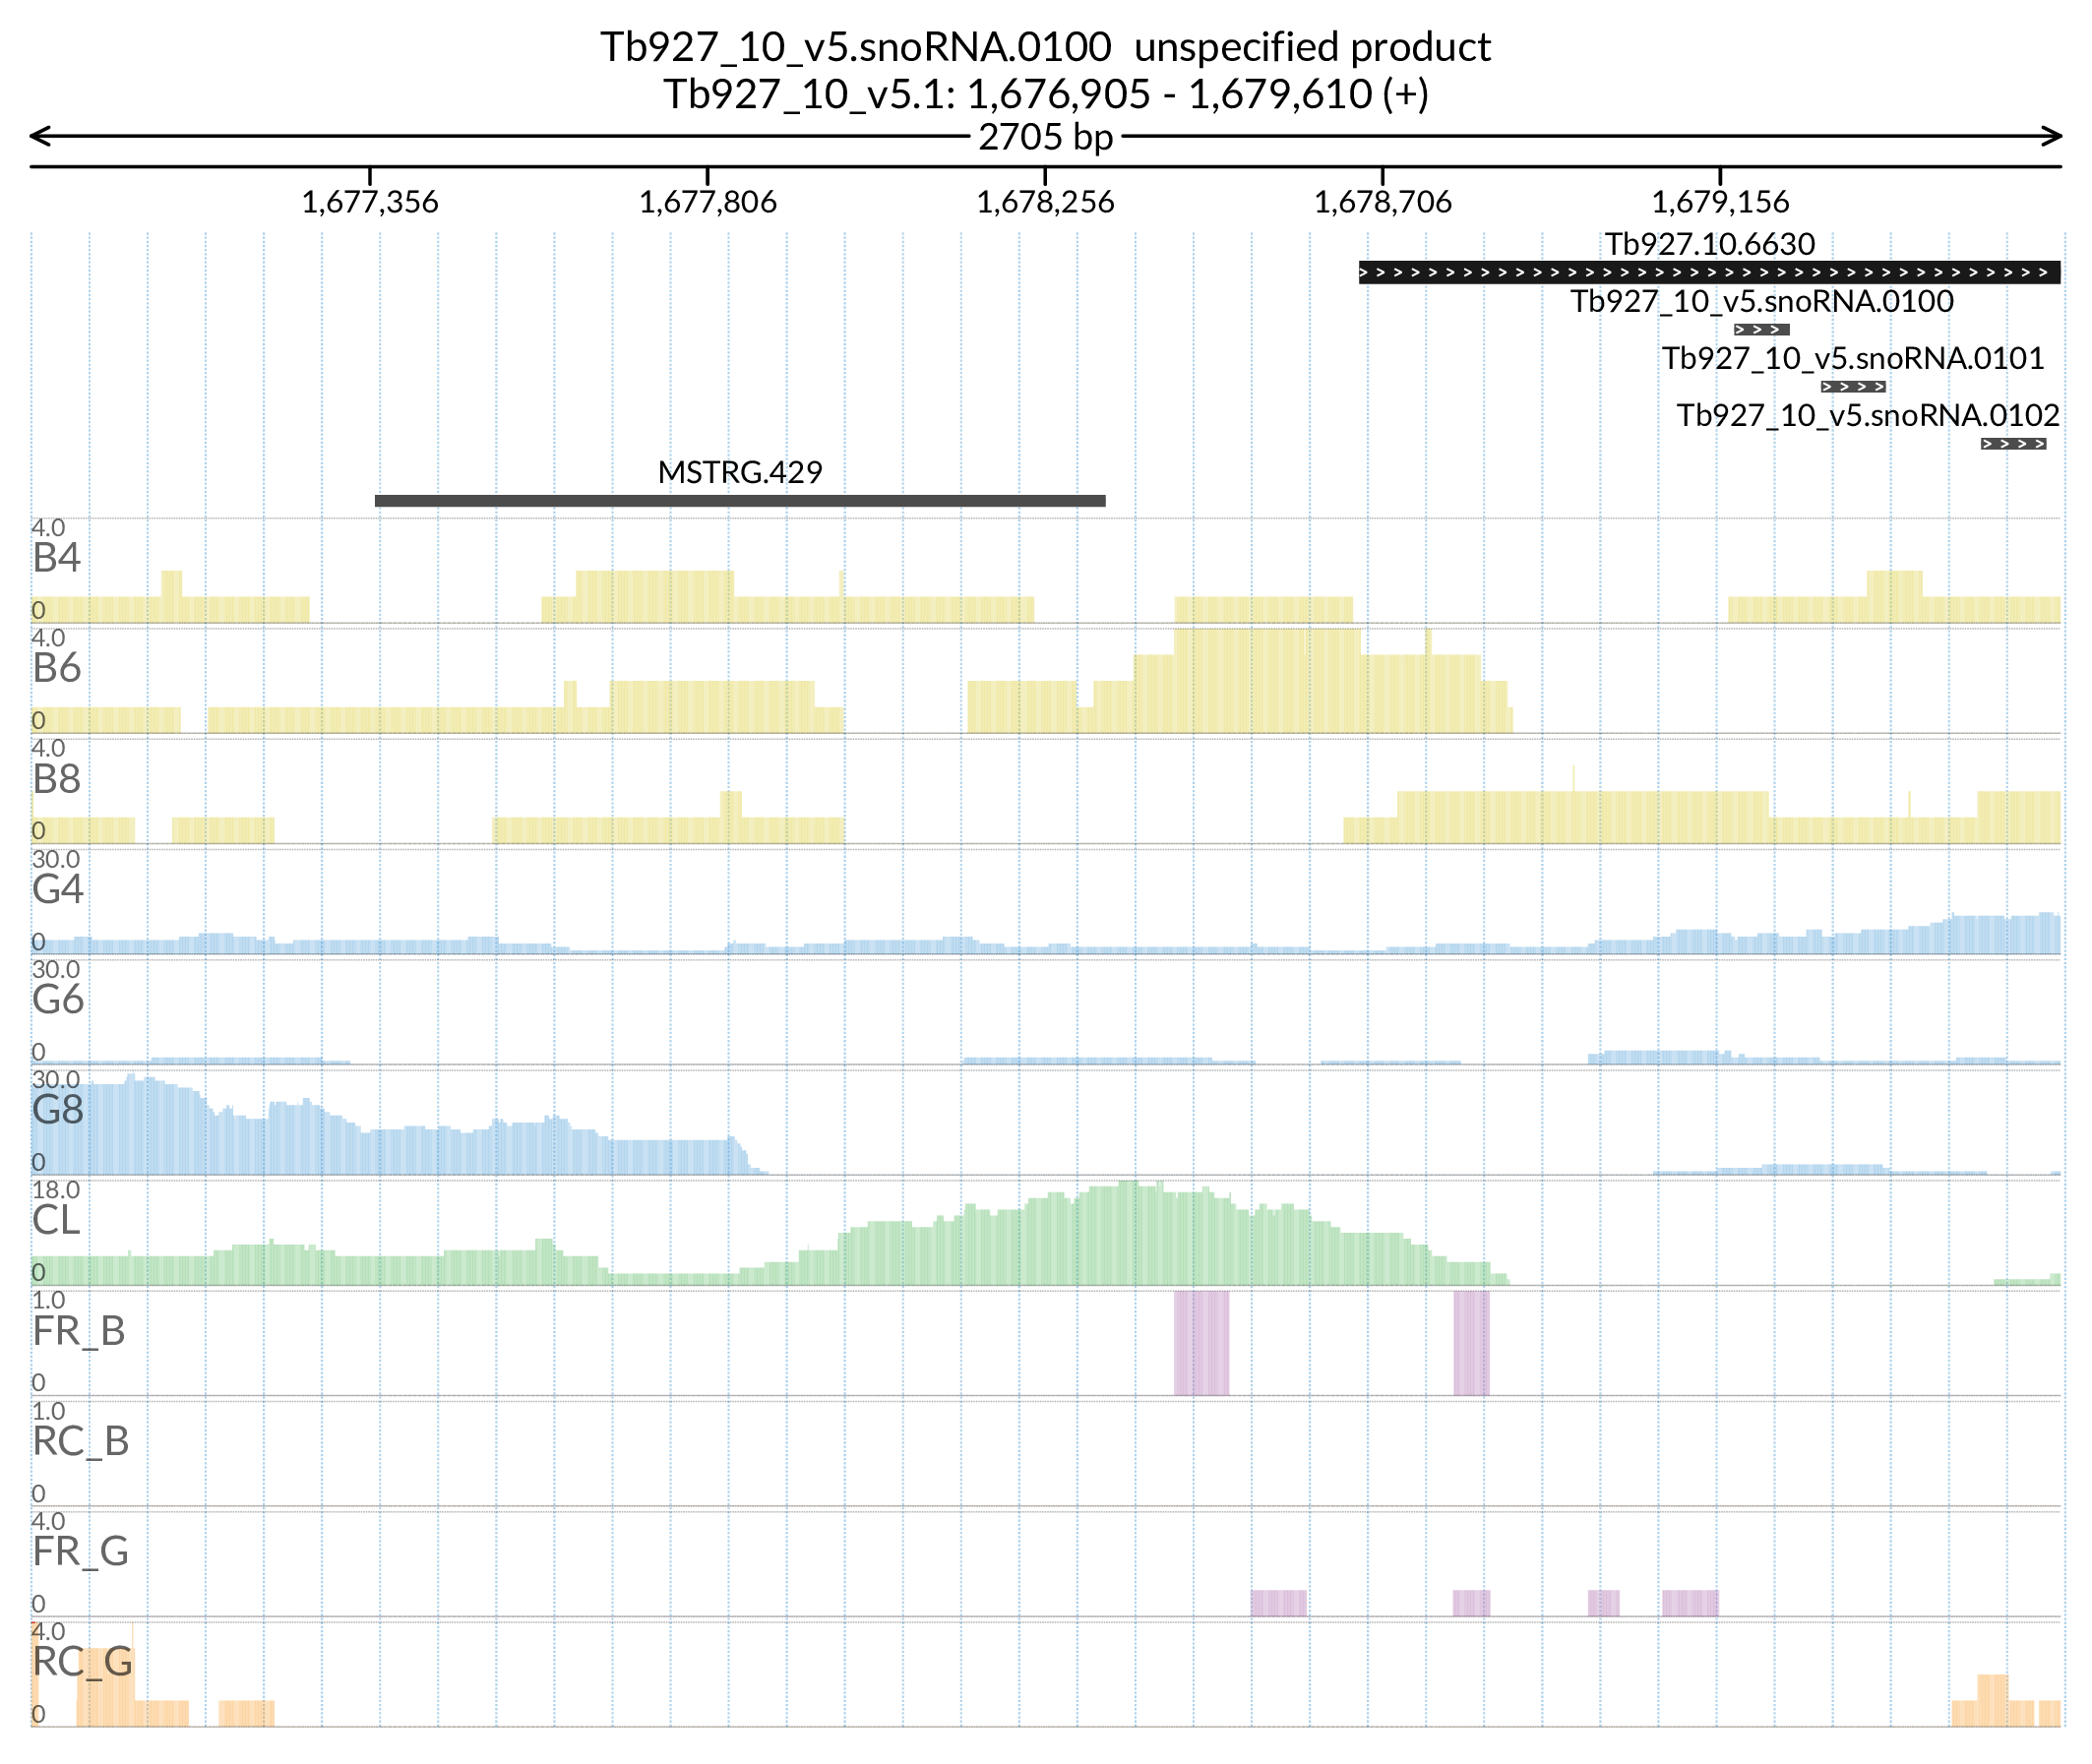 Tb927_10_v5.snoRNA.0100 unspecified product
Tb927_10_v5.1: 1,676,905 - 1,679,610 (+)
2705 bp
1,677,356 1,677,806 1,678,256 1,678,706 1,679,156
Tb927.10.6630
Tb927_10_v5.snoRNA.0100
Tb927_10_v5.snoRNA.0101
Tb927_10_v5.snoRNA.0102
MSTRG.429
4.0
B4
0
4.0
B6
0
4.0
B8
0
30.0
G4
0
30.0
G6
0
30.0
G8
0
18.0
CL
0
1.0
FR_B
0
1.0
RC_B
0
4.0
FR_G
0
4.0
RC_G
0